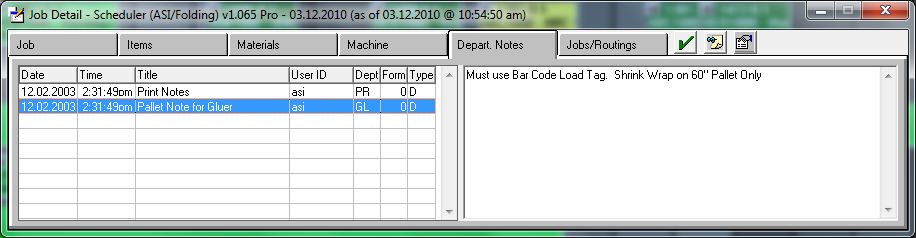 Job Detail - Scheduler (ASI/Folding) v1.065 Pro - 03.12.2010 (as of 03.12.2010 @ 10:54:50 am)
Job Items Materials Machine Depart. Notes Jobs/Routings
Date Time Title User ID Dept Form Type
12.02.2003 2:31:49pm Print Notes asi PR 0 D
12.02.2003 2:31:49pm Pallet Note for Gluer asi GL 0 D
Must use Bar Code Load Tag.  Shrink Wrap on 60" Pallet Only